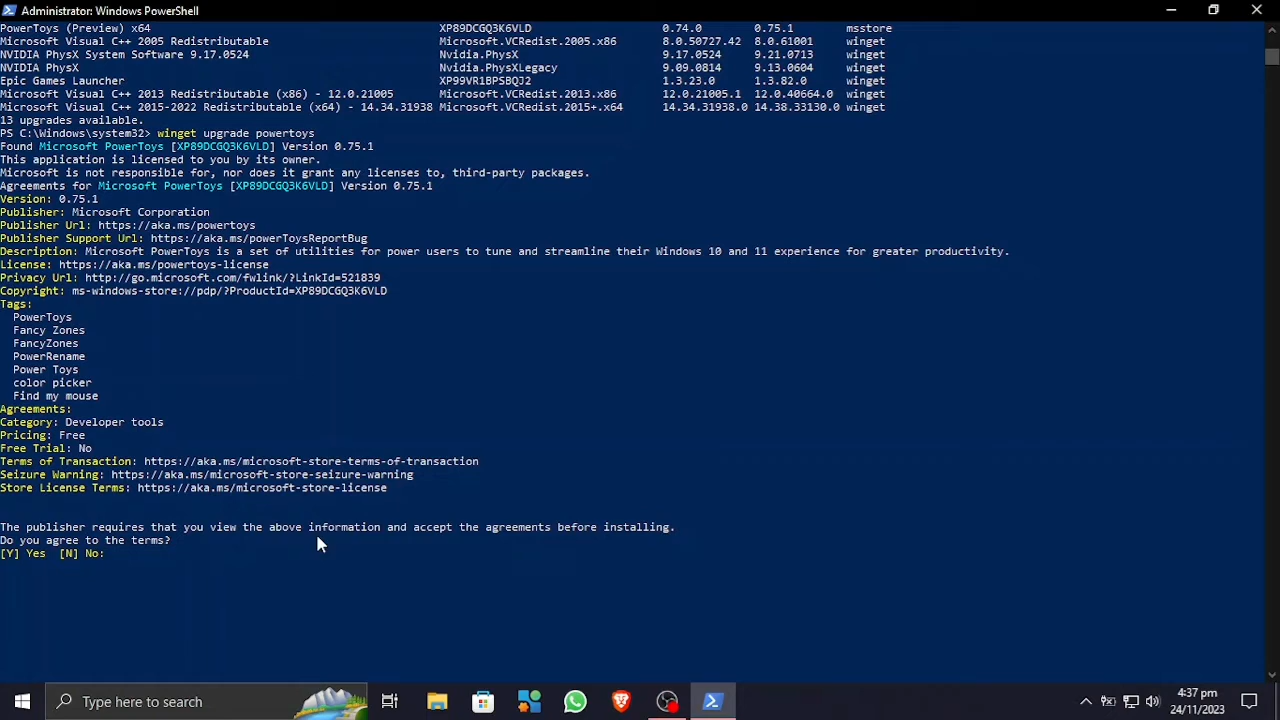 Administrator: Windows PowerShell
PowerToys (Preview) x64 XP89DCGQ3K6VLD 0.74.0 0.75.1 msstore
Microsoft Visual C++ 2005 Redistributable Microsoft.VCRedist.2005.x86 8.0.50727.42 8.0.61001 winget
NVIDIA PhysX System Software 9.17.0524 Nvidia.PhysX 9.17.0524 9.21.0713 winget
NVIDIA PhysX Nvidia.PhysXLegacy 9.09.0814 9.13.0604 winget
Epic Games Launcher XP99VR1BPSBQJ2 1.3.23.0 1.3.82.0 winget
Microsoft Visual C++ 2013 Redistributable (x86) - 12.0.21005 Microsoft.VCRedist.2013.x86 12.0.21005.1 12.0.40664.0 winget
Microsoft Visual C++ 2015-2022 Redistributable (x64) - 14.34.31938 Microsoft.VCRedist.2015+.x64 14.34.31938.0 14.38.33130.0 winget
13 upgrades available.
PS C:\Windows\system32> winget upgrade powertoys
Found Microsoft PowerToys [XP89DCGQ3K6VLD] Version 0.75.1
This application is licensed to you by its owner.
Microsoft is not responsible for, nor does it grant any licenses to, third-party packages.
Agreements for Microsoft PowerToys [XP89DCGQ3K6VLD] Version 0.75.1
Version: 0.75.1
Publisher: Microsoft Corporation
Publisher Url: https://aka.ms/powertoys
Publisher Support Url: https://aka.ms/powerToysReportBug
Description: Microsoft PowerToys is a set of utilities for power users to tune and streamline their Windows 10 and 11 experience for greater productivity.
License: https://aka.ms/powertoys-license
Privacy Url: http://go.microsoft.com/fwlink/?LinkId=521839
Copyright: ms-windows-store://pdp/?ProductId=XP89DCGQ3K6VLD
Tags:
PowerToys
Fancy Zones
FancyZones
PowerRename
Power Toys
color picker
Find my mouse
Agreements:
Category: Developer tools
Pricing: Free
Free Trial: No
Terms of Transaction: https://aka.ms/microsoft-store-terms-of-transaction
Seizure Warning: https://aka.ms/microsoft-store-seizure-warning
Store License Terms: https://aka.ms/microsoft-store-license
The publisher requires that you view the above information and accept the agreements before installing.
Do you agree to the terms?
[Y] Yes [N] No:
Type here to search
4:37 pm
24/11/2023